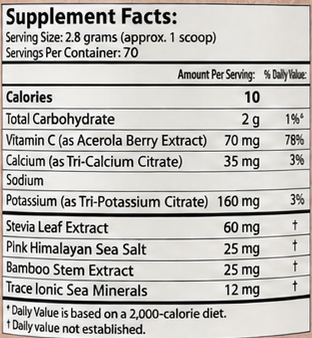 Supplement Facts:
Serving Size: 2.8 grams (approx. 1 scoop)
Servings Per Container: 70
Amount Per Serving: % Daily Value:
Calories 10
Total Carbohydrate 2 g 1%*
Vitamin C (as Acerola Berry Extract) 70 mg 78%
Calcium (as Tri-Calcium Citrate) 35 mg 3%
Sodium
Potassium (as Tri-Potassium Citrate) 160 mg 3%
Stevia Leaf Extract 60 mg †
Pink Himalayan Sea Salt 25 mg †
Bamboo Stem Extract 25 mg †
Trace Ionic Sea Minerals 12 mg †
* Daily Value is based on a 2,000-calorie diet.
† Daily value not established.